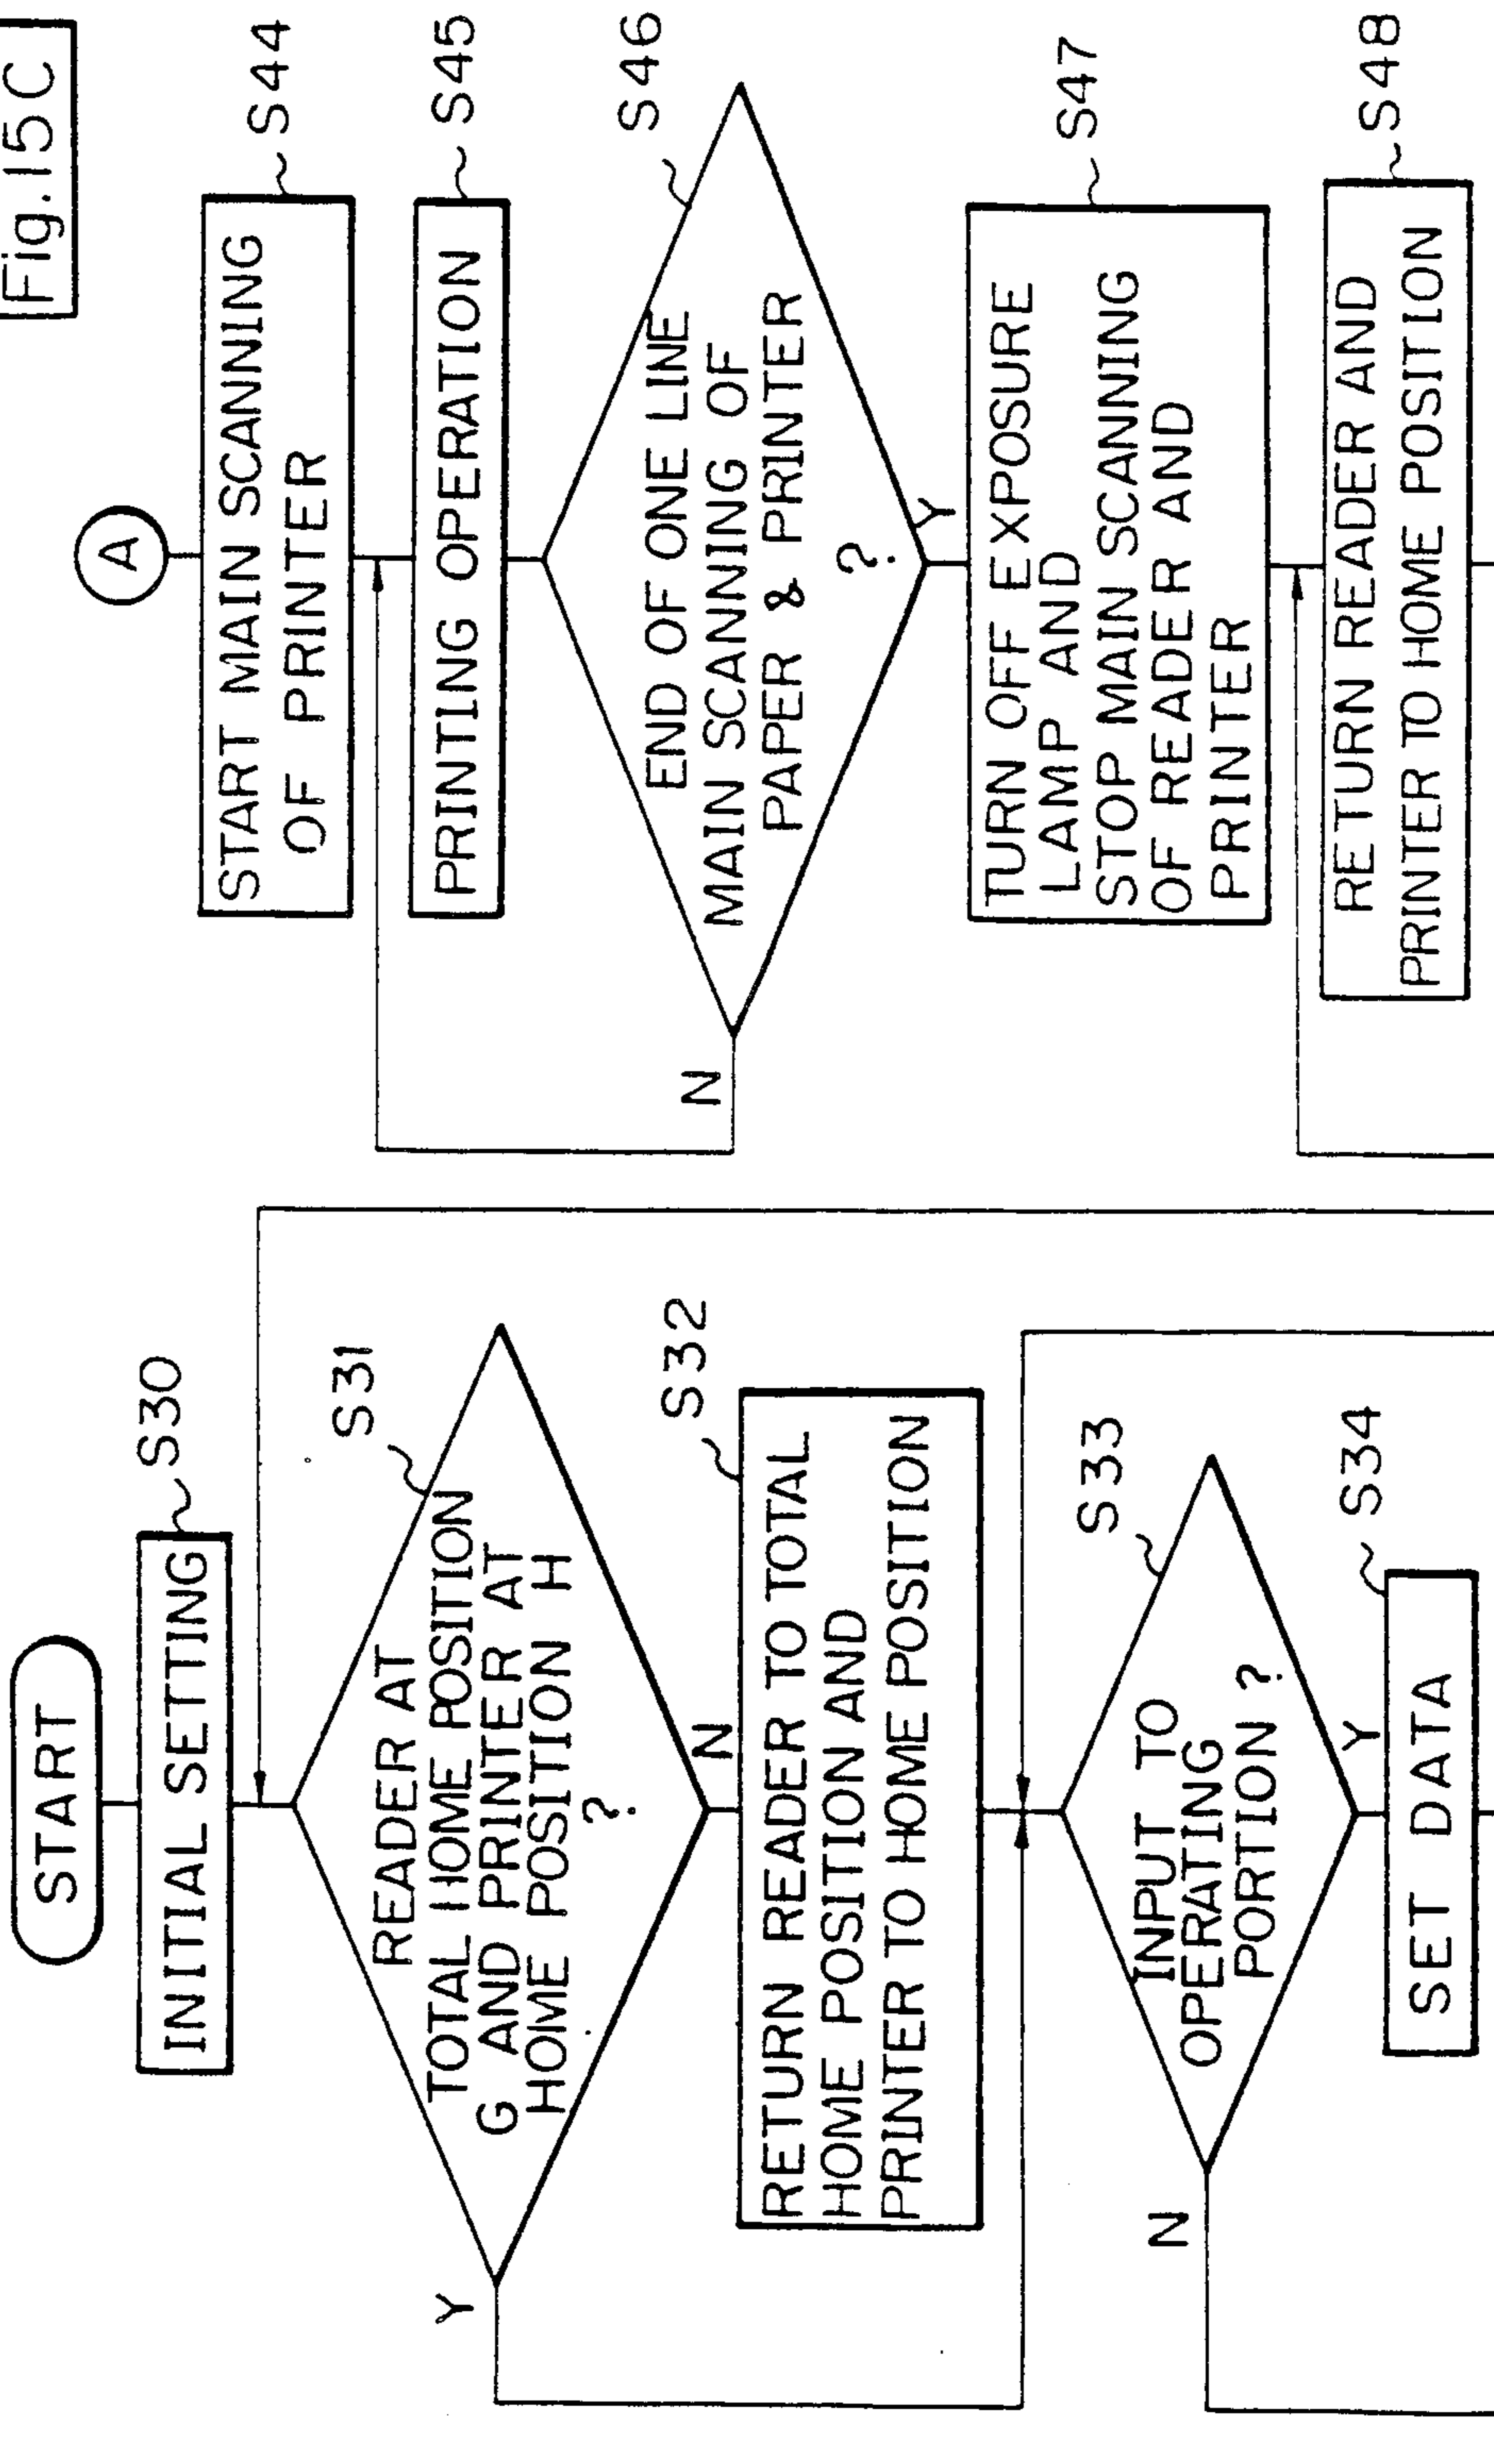 Fig.15C
START
INITIAL SETTING
S30
READER AT
TOTAL HOME POSITION
G AND PRINTER AT
HOME POSITION H
?
S31
Y
N
RETURN READER TO TOTAL
HOME POSITION AND
PRINTER TO HOME POSITION
S32
INPUT TO
OPERATING
PORTION ?
S33
N
Y
SET DATA
S34
A
START MAIN SCANNING
OF PRINTER
S44
PRINTING OPERATION
S45
END OF ONE LINE
MAIN SCANNING OF
PAPER & PRINTER
?
S46
N
Y
TURN OFF EXPOSURE
LAMP AND
STOP MAIN SCANNING
OF READER AND
PRINTER
S47
RETURN READER AND
PRINTER TO HOME POSITION
S48